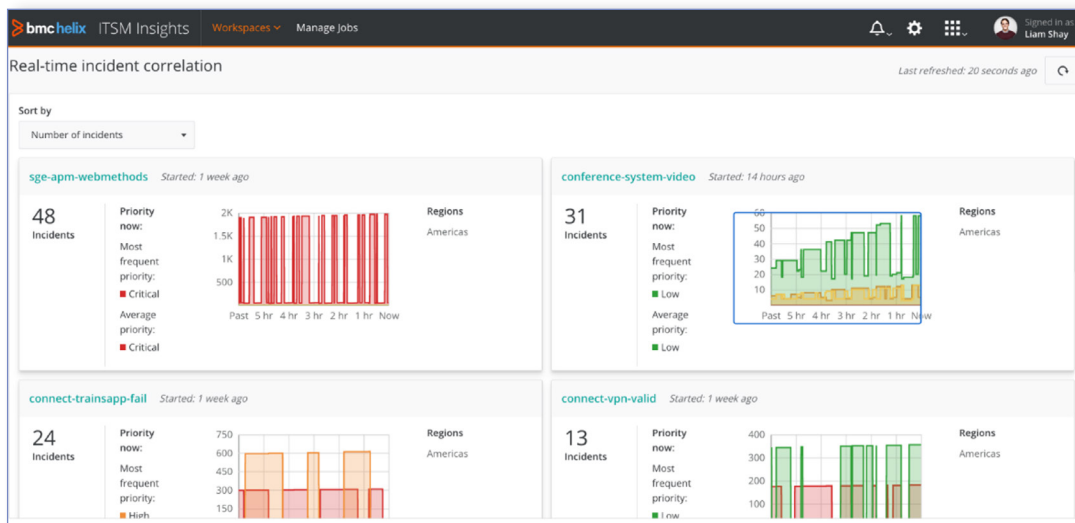 bmc helix ITSM Insights Workspaces Manage Jobs
Signed in as
Liam Shay
Real-time incident correlation
Last refreshed: 20 seconds ago
Sort by
Number of incidents
sge-apm-webmethods Started: 1 week ago
48
Incidents
Priority
now:
Most
frequent
priority:
Critical
Average
priority:
Critical
2K
1.5K
1K
500
Past 5 hr 4 hr 3 hr 2 hr 1 hr Now
Regions
Americas
conference-system-video Started: 14 hours ago
31
Incidents
Priority
now:
Most
frequent
priority:
Low
Average
priority:
Low
60
50
40
30
20
10
Past 5 hr 4 hr 3 hr 2 hr 1 hr Now
Regions
Americas
connect-trainsapp-fail Started: 1 week ago
24
Incidents
Priority
now:
Most
frequent
priority:
High
750
600
450
300
150
Regions
Americas
connect-vpn-valid Started: 1 week ago
13
Incidents
Priority
now:
Most
frequent
priority:
Low
400
300
200
100
Regions
Americas